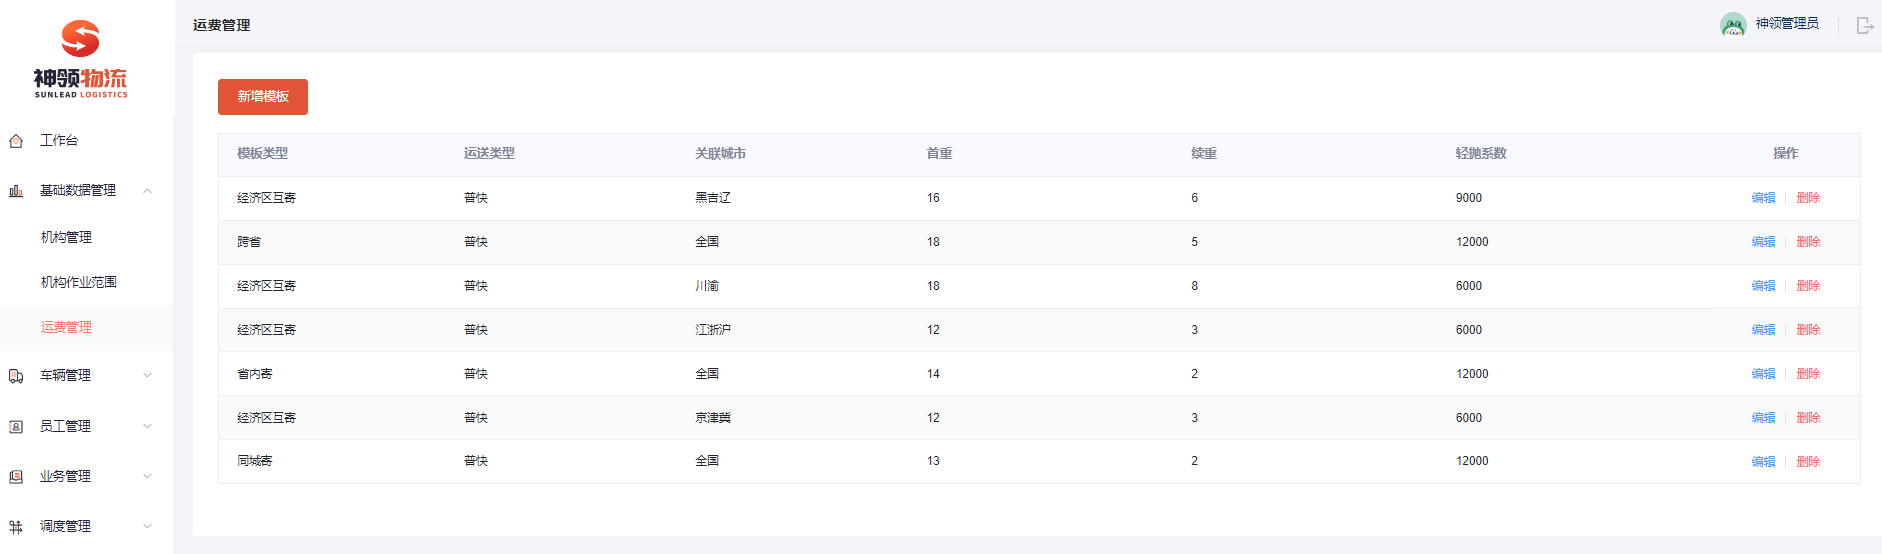 神领物流
SUNLEAD LOGISTICS
工作台
基础数据管理
机构管理
机构作业范围
运费管理
车辆管理
员工管理
业务管理
调度管理
运费管理
神领管理员
新增模板
模板类型 运送类型 关联城市 首重 续重 轻抛系数 操作
经济区互寄 普快 黑吉辽 16 6 9000 编辑 删除
跨省 普快 全国 18 5 12000 编辑 删除
经济区互寄 普快 川渝 18 8 6000 编辑 删除
经济区互寄 普快 江浙沪 12 3 6000 编辑 删除
省内寄 普快 全国 14 2 12000 编辑 删除
经济区互寄 普快 京津冀 12 3 6000 编辑 删除
同城寄 普快 全国 13 2 12000 编辑 删除